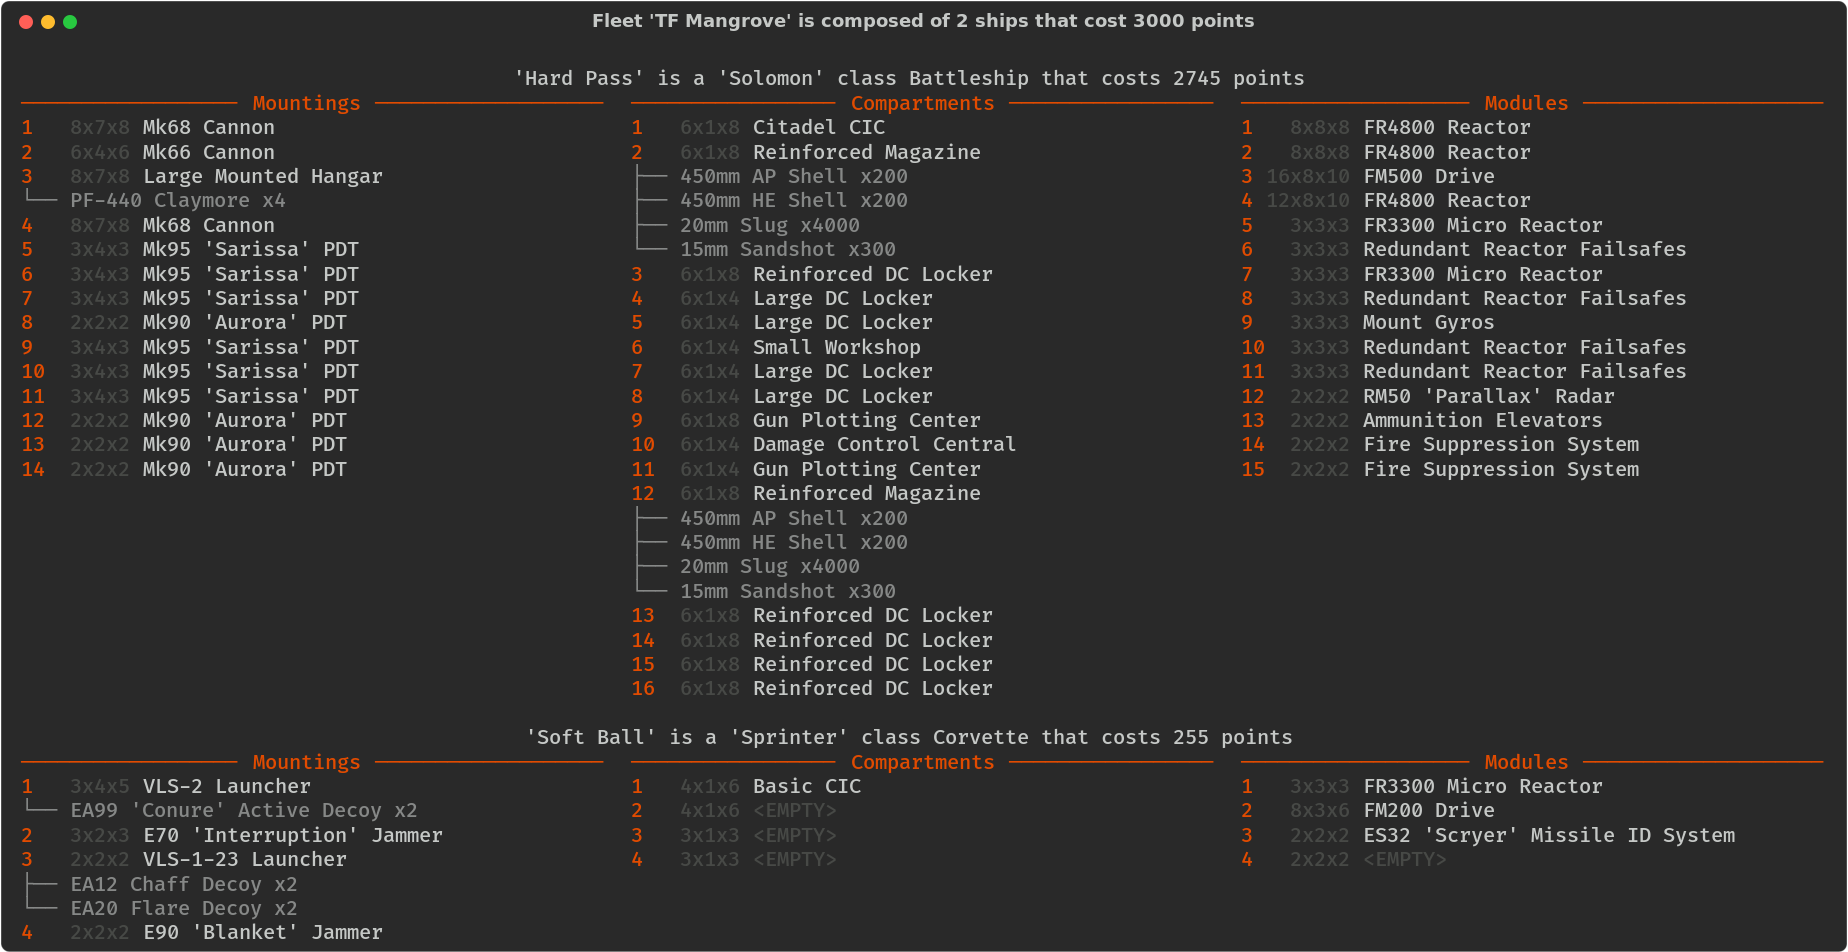 Fleet 'TF Mangrove' is composed of 2 ships that cost 3000 points
'Hard Pass' is a 'Solomon' class Battleship that costs 2745 points
Mountings
1 8x7x8 Mk68 Cannon
2 6x4x6 Mk66 Cannon
3 8x7x8 Large Mounted Hangar
└── PF-440 Claymore x4
4 8x7x8 Mk68 Cannon
5 3x4x3 Mk95 'Sarissa' PDT
6 3x4x3 Mk95 'Sarissa' PDT
7 3x4x3 Mk95 'Sarissa' PDT
8 2x2x2 Mk90 'Aurora' PDT
9 3x4x3 Mk95 'Sarissa' PDT
10 3x4x3 Mk95 'Sarissa' PDT
11 3x4x3 Mk95 'Sarissa' PDT
12 2x2x2 Mk90 'Aurora' PDT
13 2x2x2 Mk90 'Aurora' PDT
14 2x2x2 Mk90 'Aurora' PDT
Compartments
1 6x1x8 Citadel CIC
2 6x1x8 Reinforced Magazine
├── 450mm AP Shell x200
├── 450mm HE Shell x200
├── 20mm Slug x4000
└── 15mm Sandshot x300
3 6x1x8 Reinforced DC Locker
4 6x1x4 Large DC Locker
5 6x1x4 Large DC Locker
6 6x1x4 Small Workshop
7 6x1x4 Large DC Locker
8 6x1x4 Large DC Locker
9 6x1x8 Gun Plotting Center
10 6x1x4 Damage Control Central
11 6x1x4 Gun Plotting Center
12 6x1x8 Reinforced Magazine
├── 450mm AP Shell x200
├── 450mm HE Shell x200
├── 20mm Slug x4000
└── 15mm Sandshot x300
13 6x1x8 Reinforced DC Locker
14 6x1x8 Reinforced DC Locker
15 6x1x8 Reinforced DC Locker
16 6x1x8 Reinforced DC Locker
Modules
1 8x8x8 FR4800 Reactor
2 8x8x8 FR4800 Reactor
3 16x8x10 FM500 Drive
4 12x8x10 FR4800 Reactor
5 3x3x3 FR3300 Micro Reactor
6 3x3x3 Redundant Reactor Failsafes
7 3x3x3 FR3300 Micro Reactor
8 3x3x3 Redundant Reactor Failsafes
9 3x3x3 Mount Gyros
10 3x3x3 Redundant Reactor Failsafes
11 3x3x3 Redundant Reactor Failsafes
12 2x2x2 RM50 'Parallax' Radar
13 2x2x2 Ammunition Elevators
14 2x2x2 Fire Suppression System
15 2x2x2 Fire Suppression System
'Soft Ball' is a 'Sprinter' class Corvette that costs 255 points
Mountings
1 3x4x5 VLS-2 Launcher
└── EA99 'Conure' Active Decoy x2
2 3x2x3 E70 'Interruption' Jammer
3 2x2x2 VLS-1-23 Launcher
├── EA12 Chaff Decoy x2
└── EA20 Flare Decoy x2
4 2x2x2 E90 'Blanket' Jammer
Compartments
1 4x1x6 Basic CIC
2 4x1x6 <EMPTY>
3 3x1x3 <EMPTY>
4 3x1x3 <EMPTY>
Modules
1 3x3x3 FR3300 Micro Reactor
2 8x3x6 FM200 Drive
3 2x2x2 ES32 'Scryer' Missile ID System
4 2x2x2 <EMPTY>